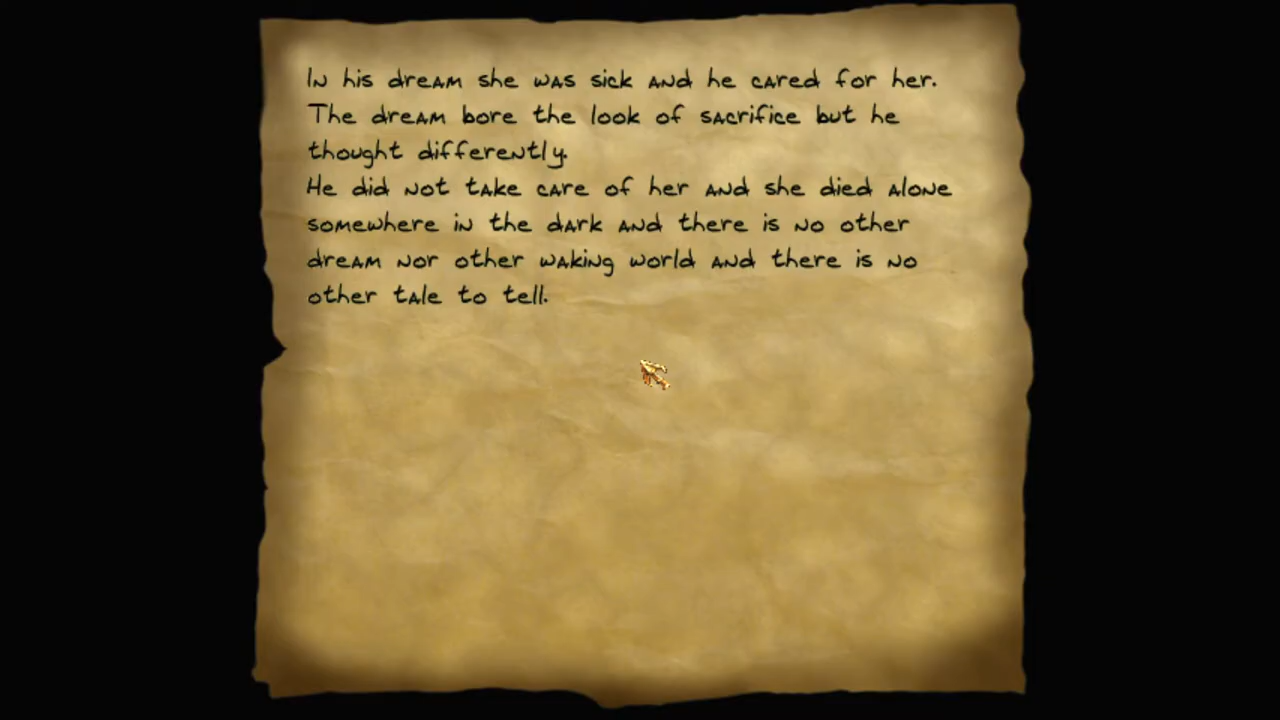 In his dream she was sick and he cared for her.
The dream bore the look of sacrifice but he
thought differently.
He did not take care of her and she died alone
somewhere in the dark and there is no other
dream nor other waking world and there is no
other tale to tell.